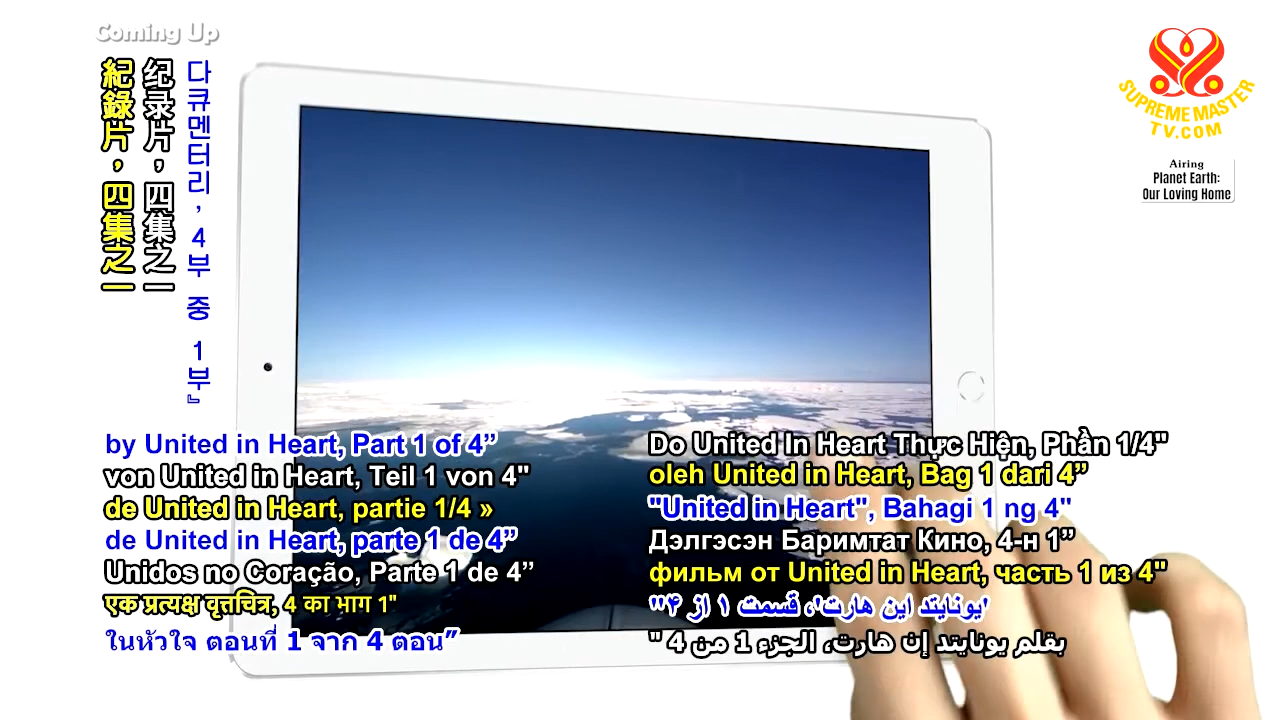 Coming Up
紀錄片，四集之一
纪录片，四集之一
다큐멘터리, 4부 중 1부』
SUPREME MASTER
TV.COM
Airing
Planet Earth:
Our Loving Home
by United in Heart, Part 1 of 4”
von United in Heart, Teil 1 von 4"
de United in Heart, partie 1/4 »
de United in Heart, parte 1 de 4”
Unidos no Coração, Parte 1 de 4”
एक प्रत्यक्ष वृत्तचित्र, 4 का भाग 1"
ในหัวใจ ตอนที่ 1 จาก 4 ตอน”
Do United In Heart Thực Hiện, Phần 1/4"
oleh United in Heart, Bag 1 dari 4”
"United in Heart", Bahagi 1 ng 4"
Дэлгэсэн Баримтат Кино, 4-н 1”
фильм от United in Heart, часть 1 из 4"
'یونایتد این هارت'، قسمت ۱ از ۴"
بقلم يونايتد إن هارت، الجزء 1 من 4 "